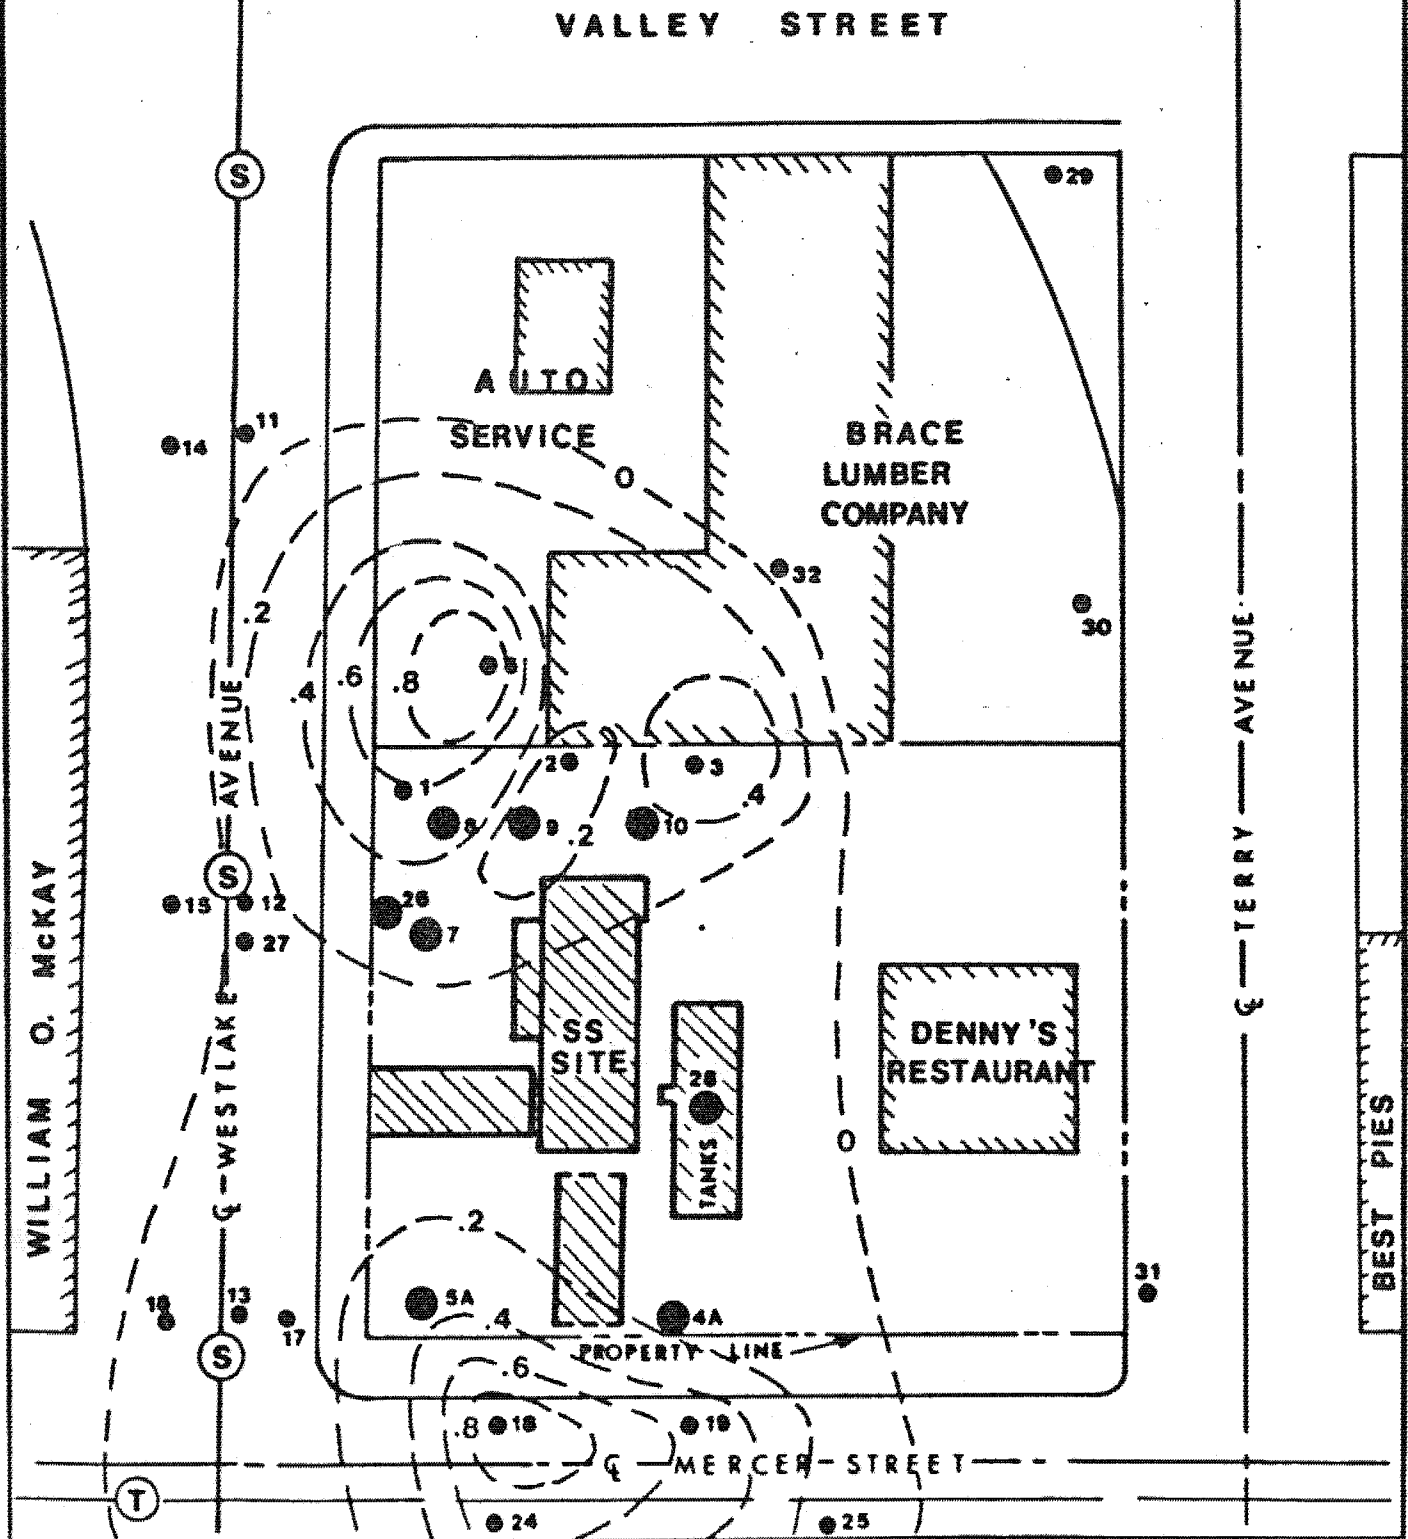 VALLEY STREET
S
29
AUTO
SERVICE
11
14
0
BRACE
LUMBER
COMPANY
32
30
.2
.4
.6
.8
2
3
1
.4
8
9
.2
10
S
15
12
27
26
7
℄ WESTLAKE AVENUE
WILLIAM O. McKAY
℄ TERRY AVENUE
SS
SITE
DENNY'S
RESTAURANT
28
TANKS
0
BEST PIES
.2
31
13
17
5A
4A
.4
S
PROPERTY LINE
.6
.8
18
19
℄ MERCER STREET
T
24
25